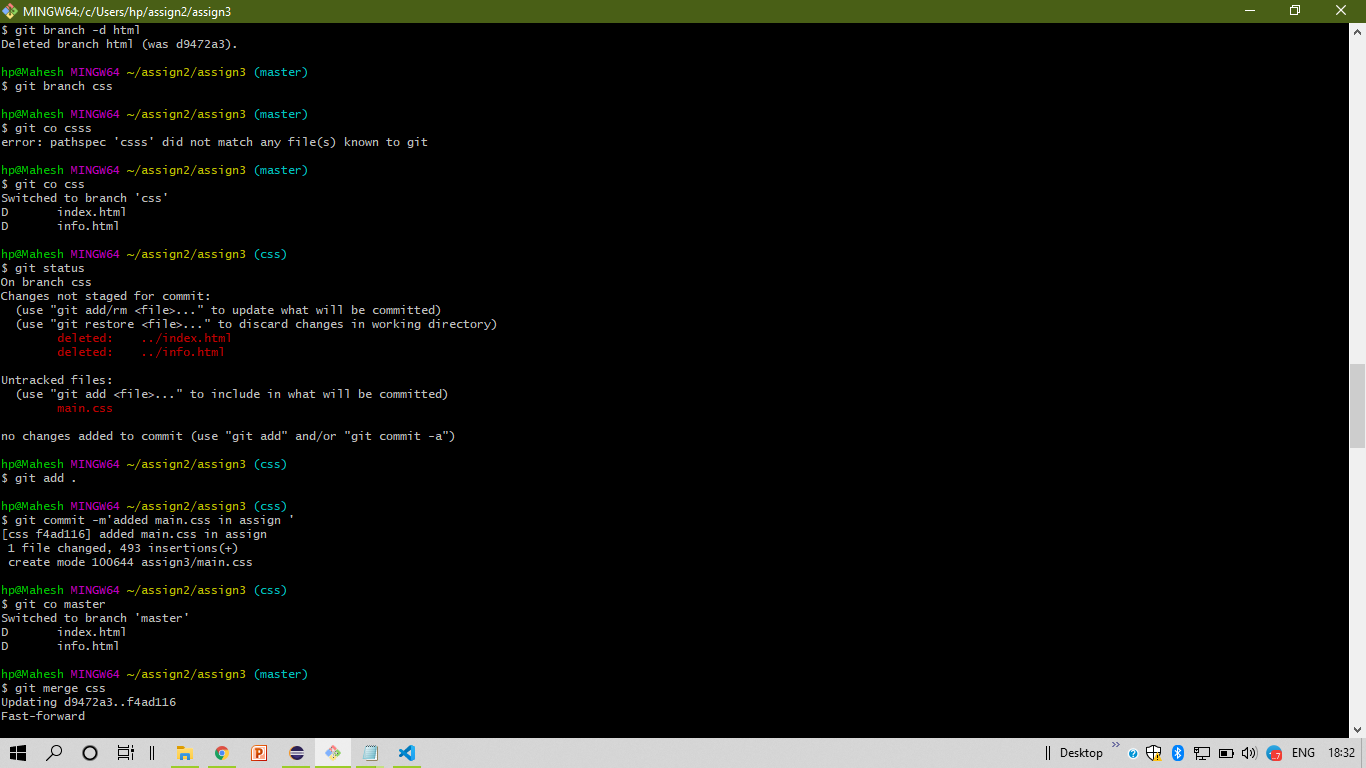 MINGW64:/c/Users/hp/assign2/assign3
$ git branch -d html
Deleted branch html (was d9472a3).
hp@Mahesh MINGW64 ~/assign2/assign3 (master)
$ git branch css
hp@Mahesh MINGW64 ~/assign2/assign3 (master)
$ git co csss
error: pathspec 'csss' did not match any file(s) known to git
hp@Mahesh MINGW64 ~/assign2/assign3 (master)
$ git co css
Switched to branch 'css'
D       index.html
D       info.html
hp@Mahesh MINGW64 ~/assign2/assign3 (css)
$ git status
On branch css
Changes not staged for commit:
  (use "git add/rm <file>..." to update what will be committed)
  (use "git restore <file>..." to discard changes in working directory)
        deleted:    ../index.html
        deleted:    ../info.html
Untracked files:
  (use "git add <file>..." to include in what will be committed)
        main.css
no changes added to commit (use "git add" and/or "git commit -a")
hp@Mahesh MINGW64 ~/assign2/assign3 (css)
$ git add .
hp@Mahesh MINGW64 ~/assign2/assign3 (css)
$ git commit -m'added main.css in assign '
[css f4ad116] added main.css in assign
 1 file changed, 493 insertions(+)
 create mode 100644 assign3/main.css
hp@Mahesh MINGW64 ~/assign2/assign3 (css)
$ git co master
Switched to branch 'master'
D       index.html
D       info.html
hp@Mahesh MINGW64 ~/assign2/assign3 (master)
$ git merge css
Updating d9472a3..f4ad116
Fast-forward
Desktop ENG 18:32